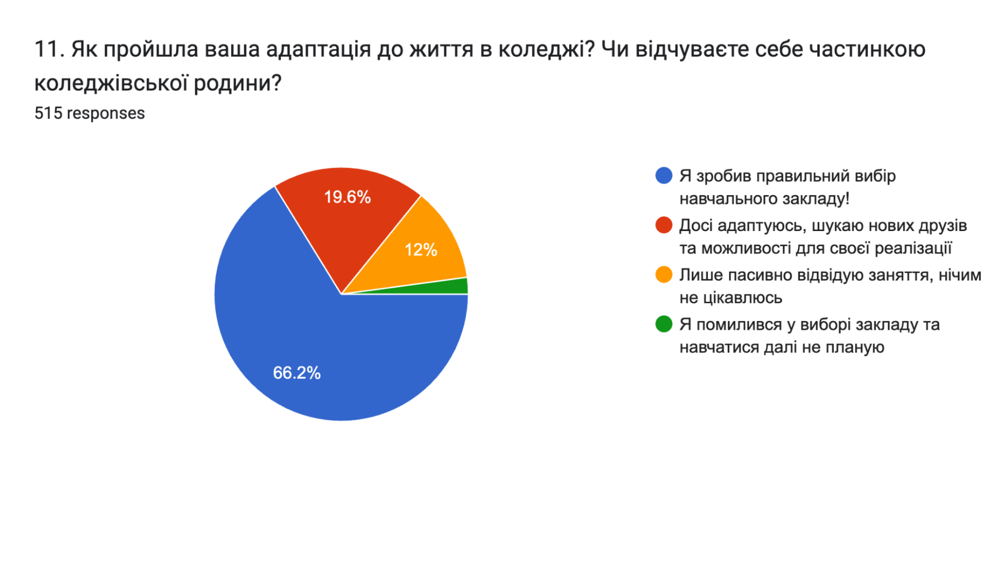 11. Як пройшла ваша адаптація до життя в коледжі? Чи відчуваєте себе частинкою
коледжівської родини?
515 responses
19.6%
12%
66.2%
Я зробив правильний вибір
навчального закладу!
Досі адаптуюсь, шукаю нових друзів
та можливості для своєї реалізації
Лише пасивно відвідую заняття, нічим
не цікавлюсь
Я помилився у виборі закладу та
навчатися далі не планую